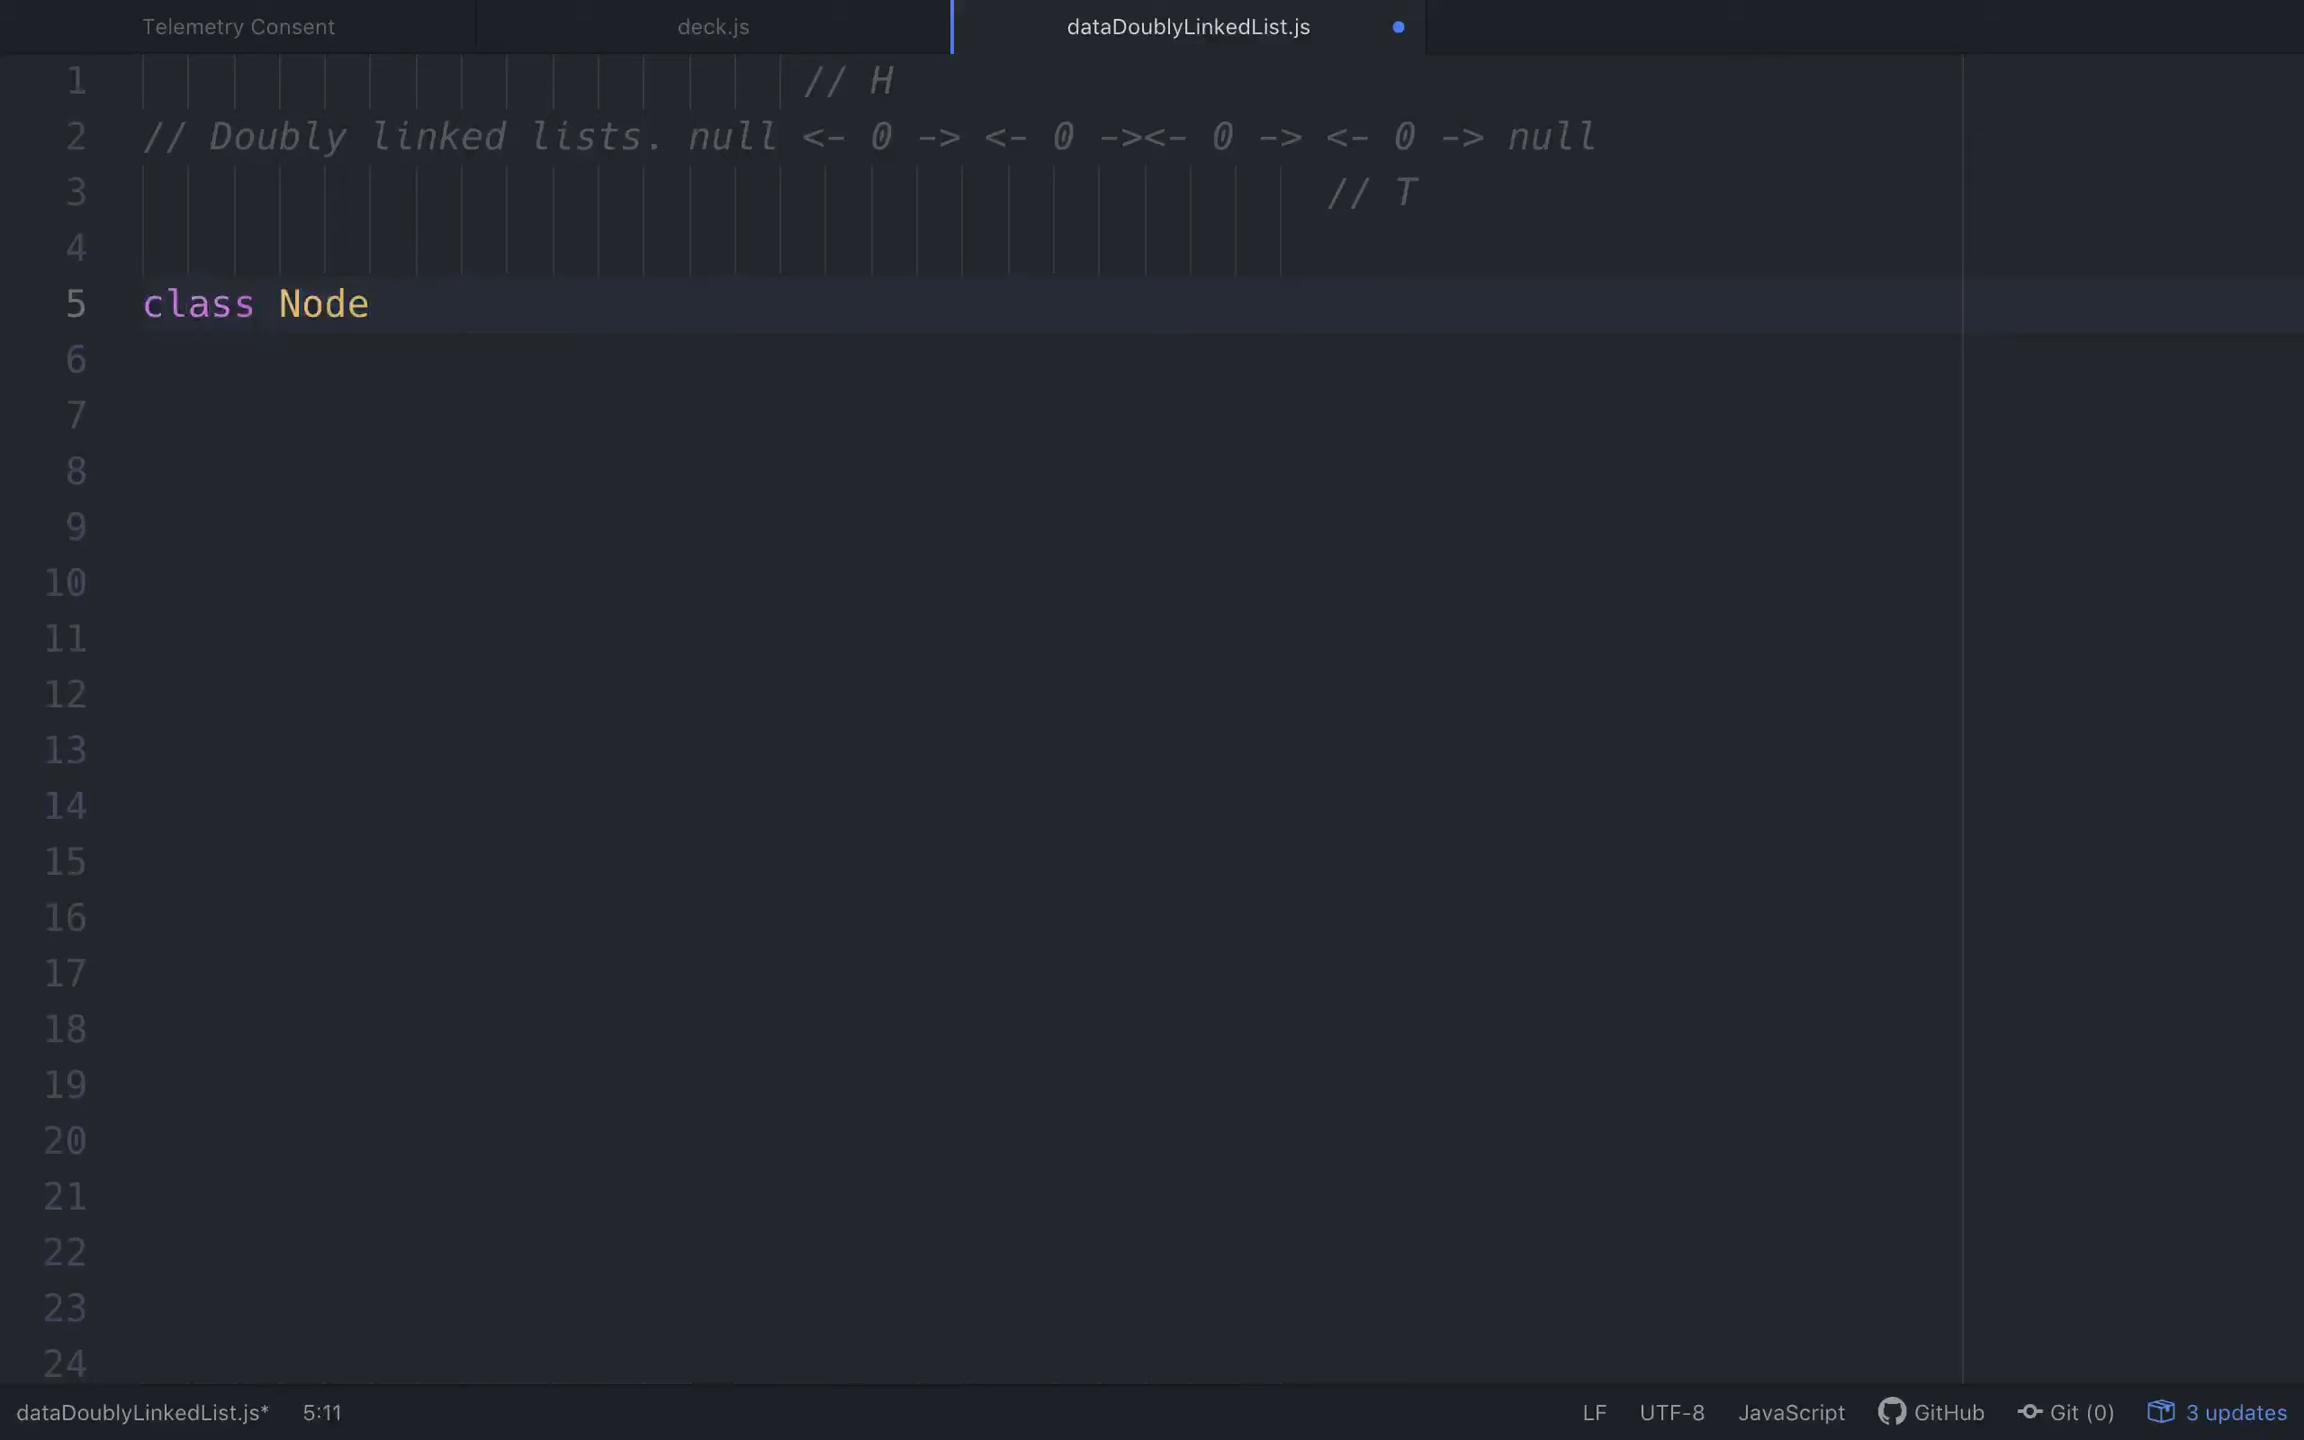 Telemetry Consent
deck.js
dataDoublyLinkedList.js
1 // H
2 // Doubly linked lists. null <- 0 -> <- 0 -><- 0 -> <- 0 -> null
3 // T
4
5 class Node
6
7
8
9
10
11
12
13
14
15
16
17
18
19
20
21
22
23
24
dataDoublyLinkedList.js* 5:11 LF UTF-8 JavaScript GitHub Git (0) 3 updates